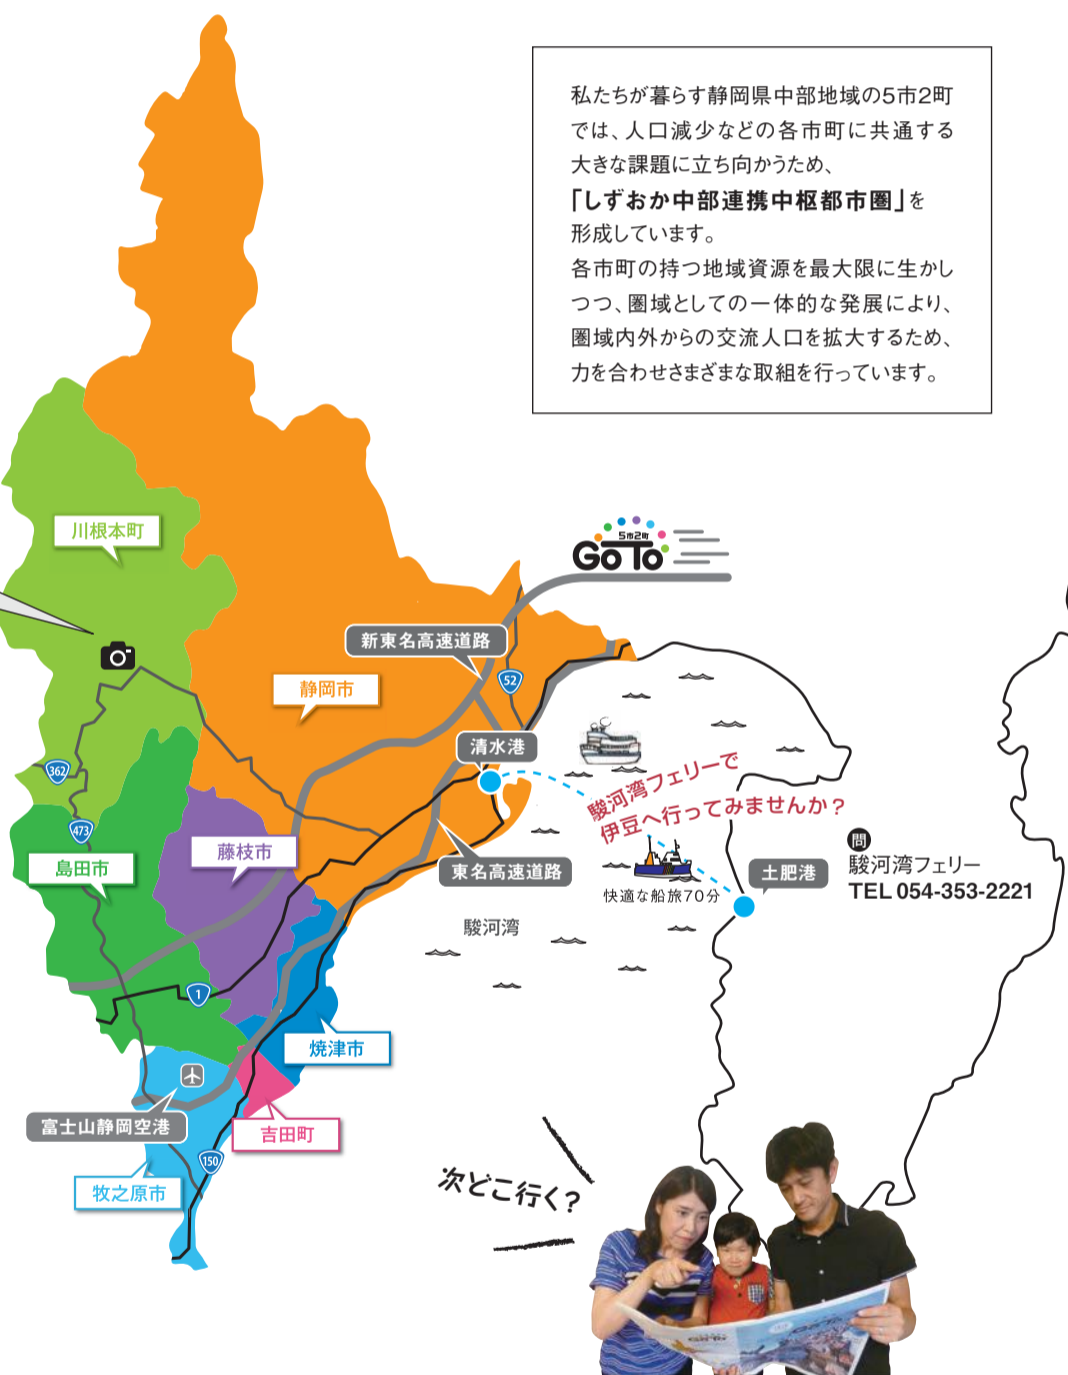 私たちが暮らす静岡県中部地域の5市2町
では、人口減少などの各市町に共通する
大きな課題に立ち向かうため、
「しずおか中部連携中枢都市圏」を
形成しています。
各市町の持つ地域資源を最大限に生かし
つつ、圏域としての一体的な発展により、
圏域内外からの交流人口を拡大するため、
力を合わせさまざまな取組を行っています。
川根本町
5市2町
GoTo
新東名高速道路
52
静岡市
清水港
362
駿河湾フェリーで
伊豆へ行ってみませんか？
473
藤枝市
島田市
東名高速道路
快適な船旅70分
土肥港
問
駿河湾フェリー
TEL 054-353-2221
駿河湾
1
焼津市
富士山静岡空港
吉田町
150
牧之原市
次どこ行く？
GoTo